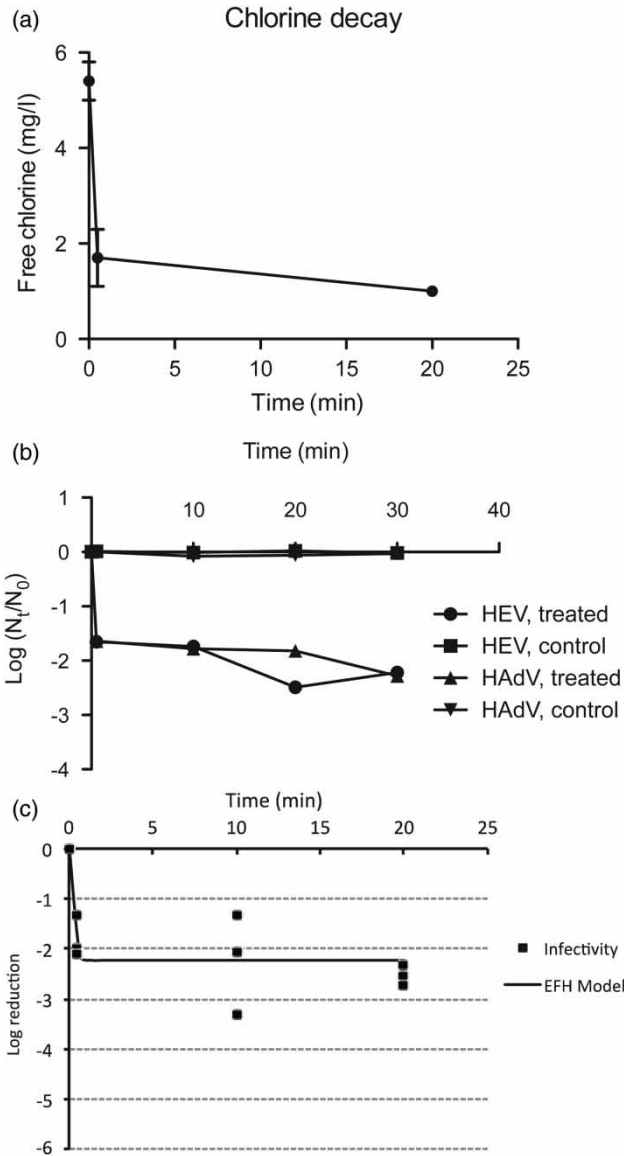 (a)
Chlorine decay
6
4
2
0
Free chlorine (mg/l)
0 5 10 15 20 25
Time (min)
(b)
Time (min)
1
0
-1
-2
-3
-4
10 20 30 40
Log (Nt/N0)
HEV, treated
HEV, control
HAdV, treated
HAdV, control
(c)
Time (min)
0 5 10 15 20 25
0
-1
-2
-3
-4
-5
-6
Log reduction
Infectivity
EFH Model